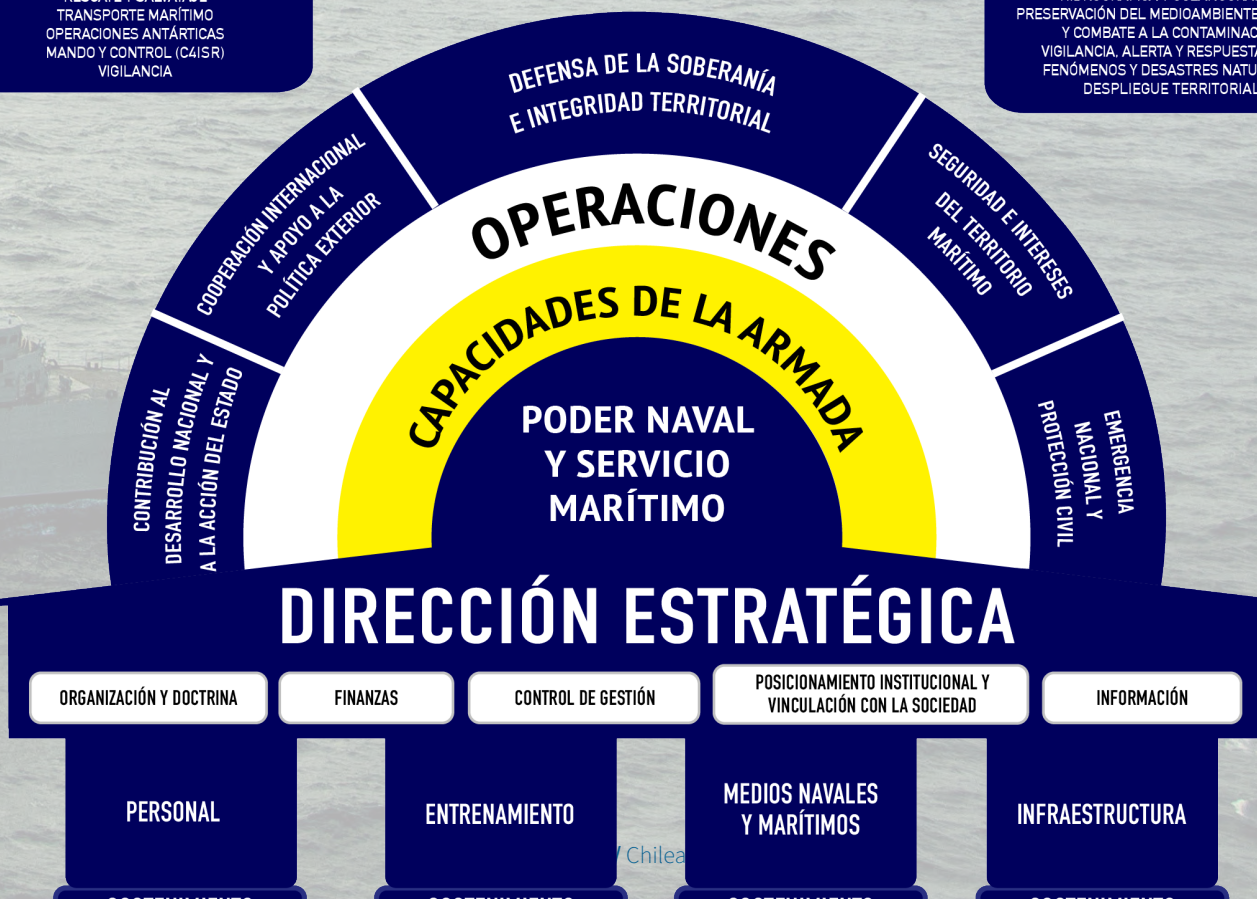 TRANSPORTE MARÍTIMO
OPERACIONES ANTÁRTICAS
MANDO Y CONTROL (C4ISR)
VIGILANCIA
PRESERVACIÓN DEL MEDIOAMBIENTE
Y COMBATE A LA CONTAMINAC
VIGILANCIA, ALERTA Y RESPUESTA
FENÓMENOS Y DESASTRES NATU
DESPLIEGUE TERRITORIAL
DEFENSA DE LA SOBERANÍA
E INTEGRIDAD TERRITORIAL
COOPERACIÓN INTERNACIONAL
Y APOYO A LA
POLÍTICA EXTERIOR
SEGURIDAD E INTERESES
DEL TERRITORIO
MARÍTIMO
CONTRIBUCIÓN AL
DESARROLLO NACIONAL Y
A LA ACCIÓN DEL ESTADO
EMERGENCIA
NACIONAL Y
PROTECCIÓN CIVIL
OPERACIONES
CAPACIDADES DE LA ARMADA
PODER NAVAL
Y SERVICIO
MARÍTIMO
DIRECCIÓN ESTRATÉGICA
ORGANIZACIÓN Y DOCTRINA
FINANZAS
CONTROL DE GESTIÓN
POSICIONAMIENTO INSTITUCIONAL Y
VINCULACIÓN CON LA SOCIEDAD
INFORMACIÓN
PERSONAL
ENTRENAMIENTO
MEDIOS NAVALES
Y MARÍTIMOS
INFRAESTRUCTURA
/ Chilea